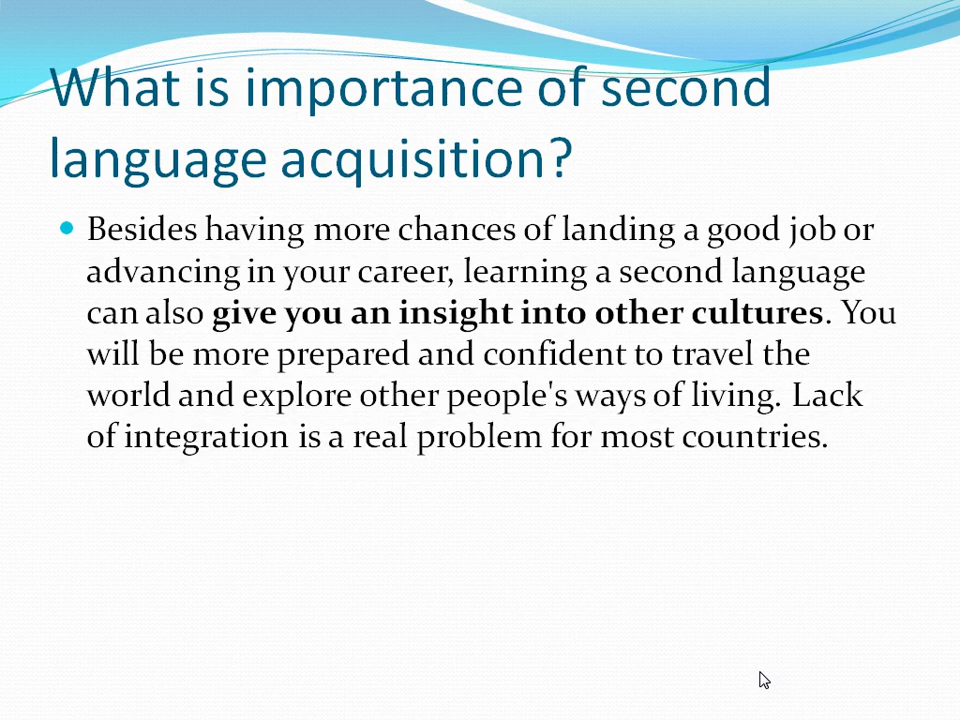 What is importance of second
language acquisition?
Besides having more chances of landing a good job or
advancing in your career, learning a second language
can also give you an insight into other cultures. You
will be more prepared and confident to travel the
world and explore other people's ways of living. Lack
of integration is a real problem for most countries.